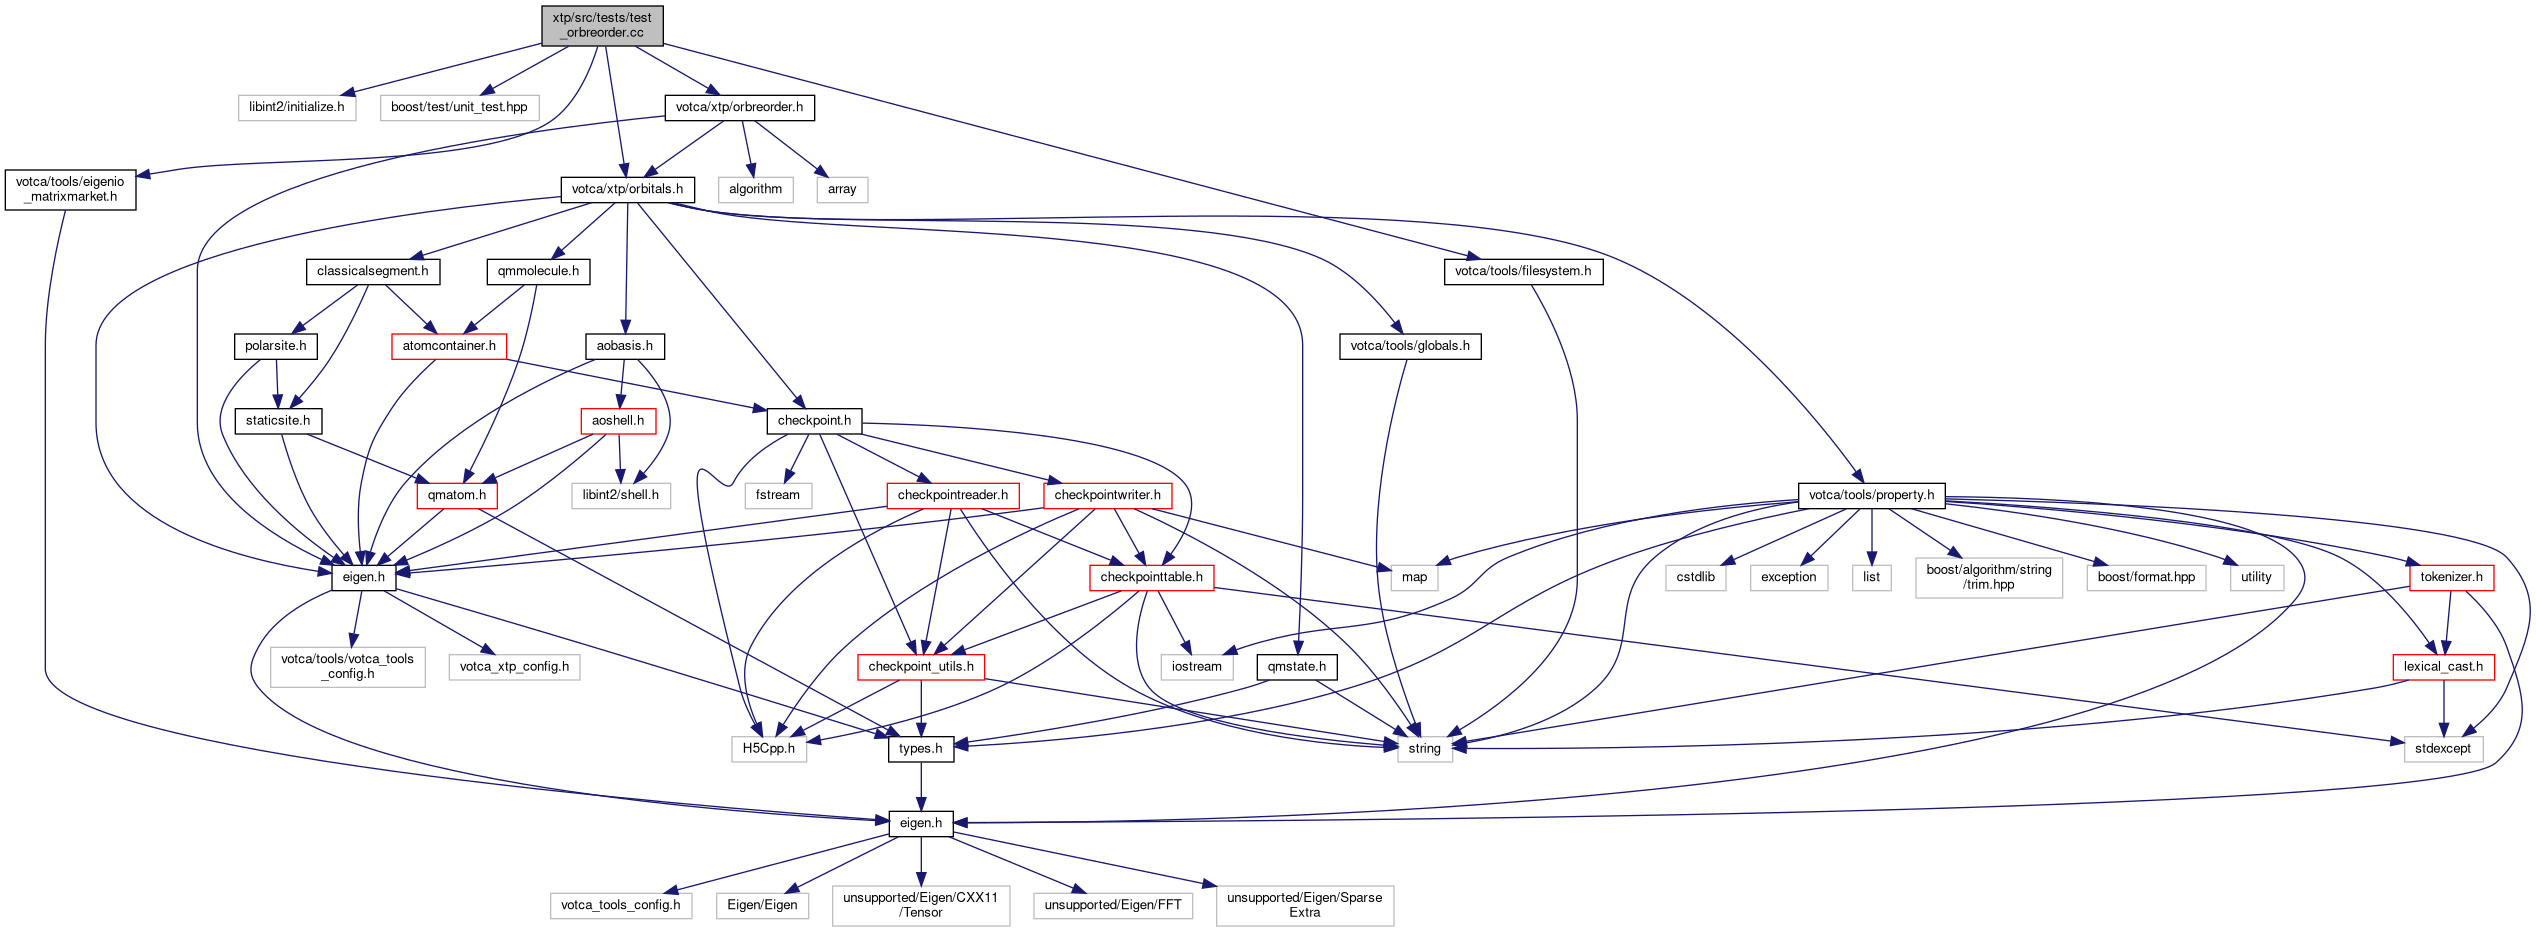 xtp/src/tests/test
_orbreorder.cc
libint2/initialize.h
boost/test/unit_test.hpp
votca/xtp/orbreorder.h
votca/tools/eigenio
_matrixmarket.h
votca/xtp/orbitals.h
algorithm
array
classicalsegment.h
qmmolecule.h
votca/tools/filesystem.h
polarsite.h
atomcontainer.h
aobasis.h
votca/tools/globals.h
staticsite.h
aoshell.h
checkpoint.h
qmatom.h
libint2/shell.h
fstream
checkpointreader.h
checkpointwriter.h
votca/tools/property.h
eigen.h
checkpointtable.h
map
cstdlib
exception
list
boost/algorithm/string
/trim.hpp
boost/format.hpp
utility
tokenizer.h
votca/tools/votca_tools
_config.h
votca_xtp_config.h
checkpoint_utils.h
iostream
qmstate.h
lexical_cast.h
H5Cpp.h
types.h
string
stdexcept
eigen.h
votca_tools_config.h
Eigen/Eigen
unsupported/Eigen/CXX11
/Tensor
unsupported/Eigen/FFT
unsupported/Eigen/Sparse
Extra